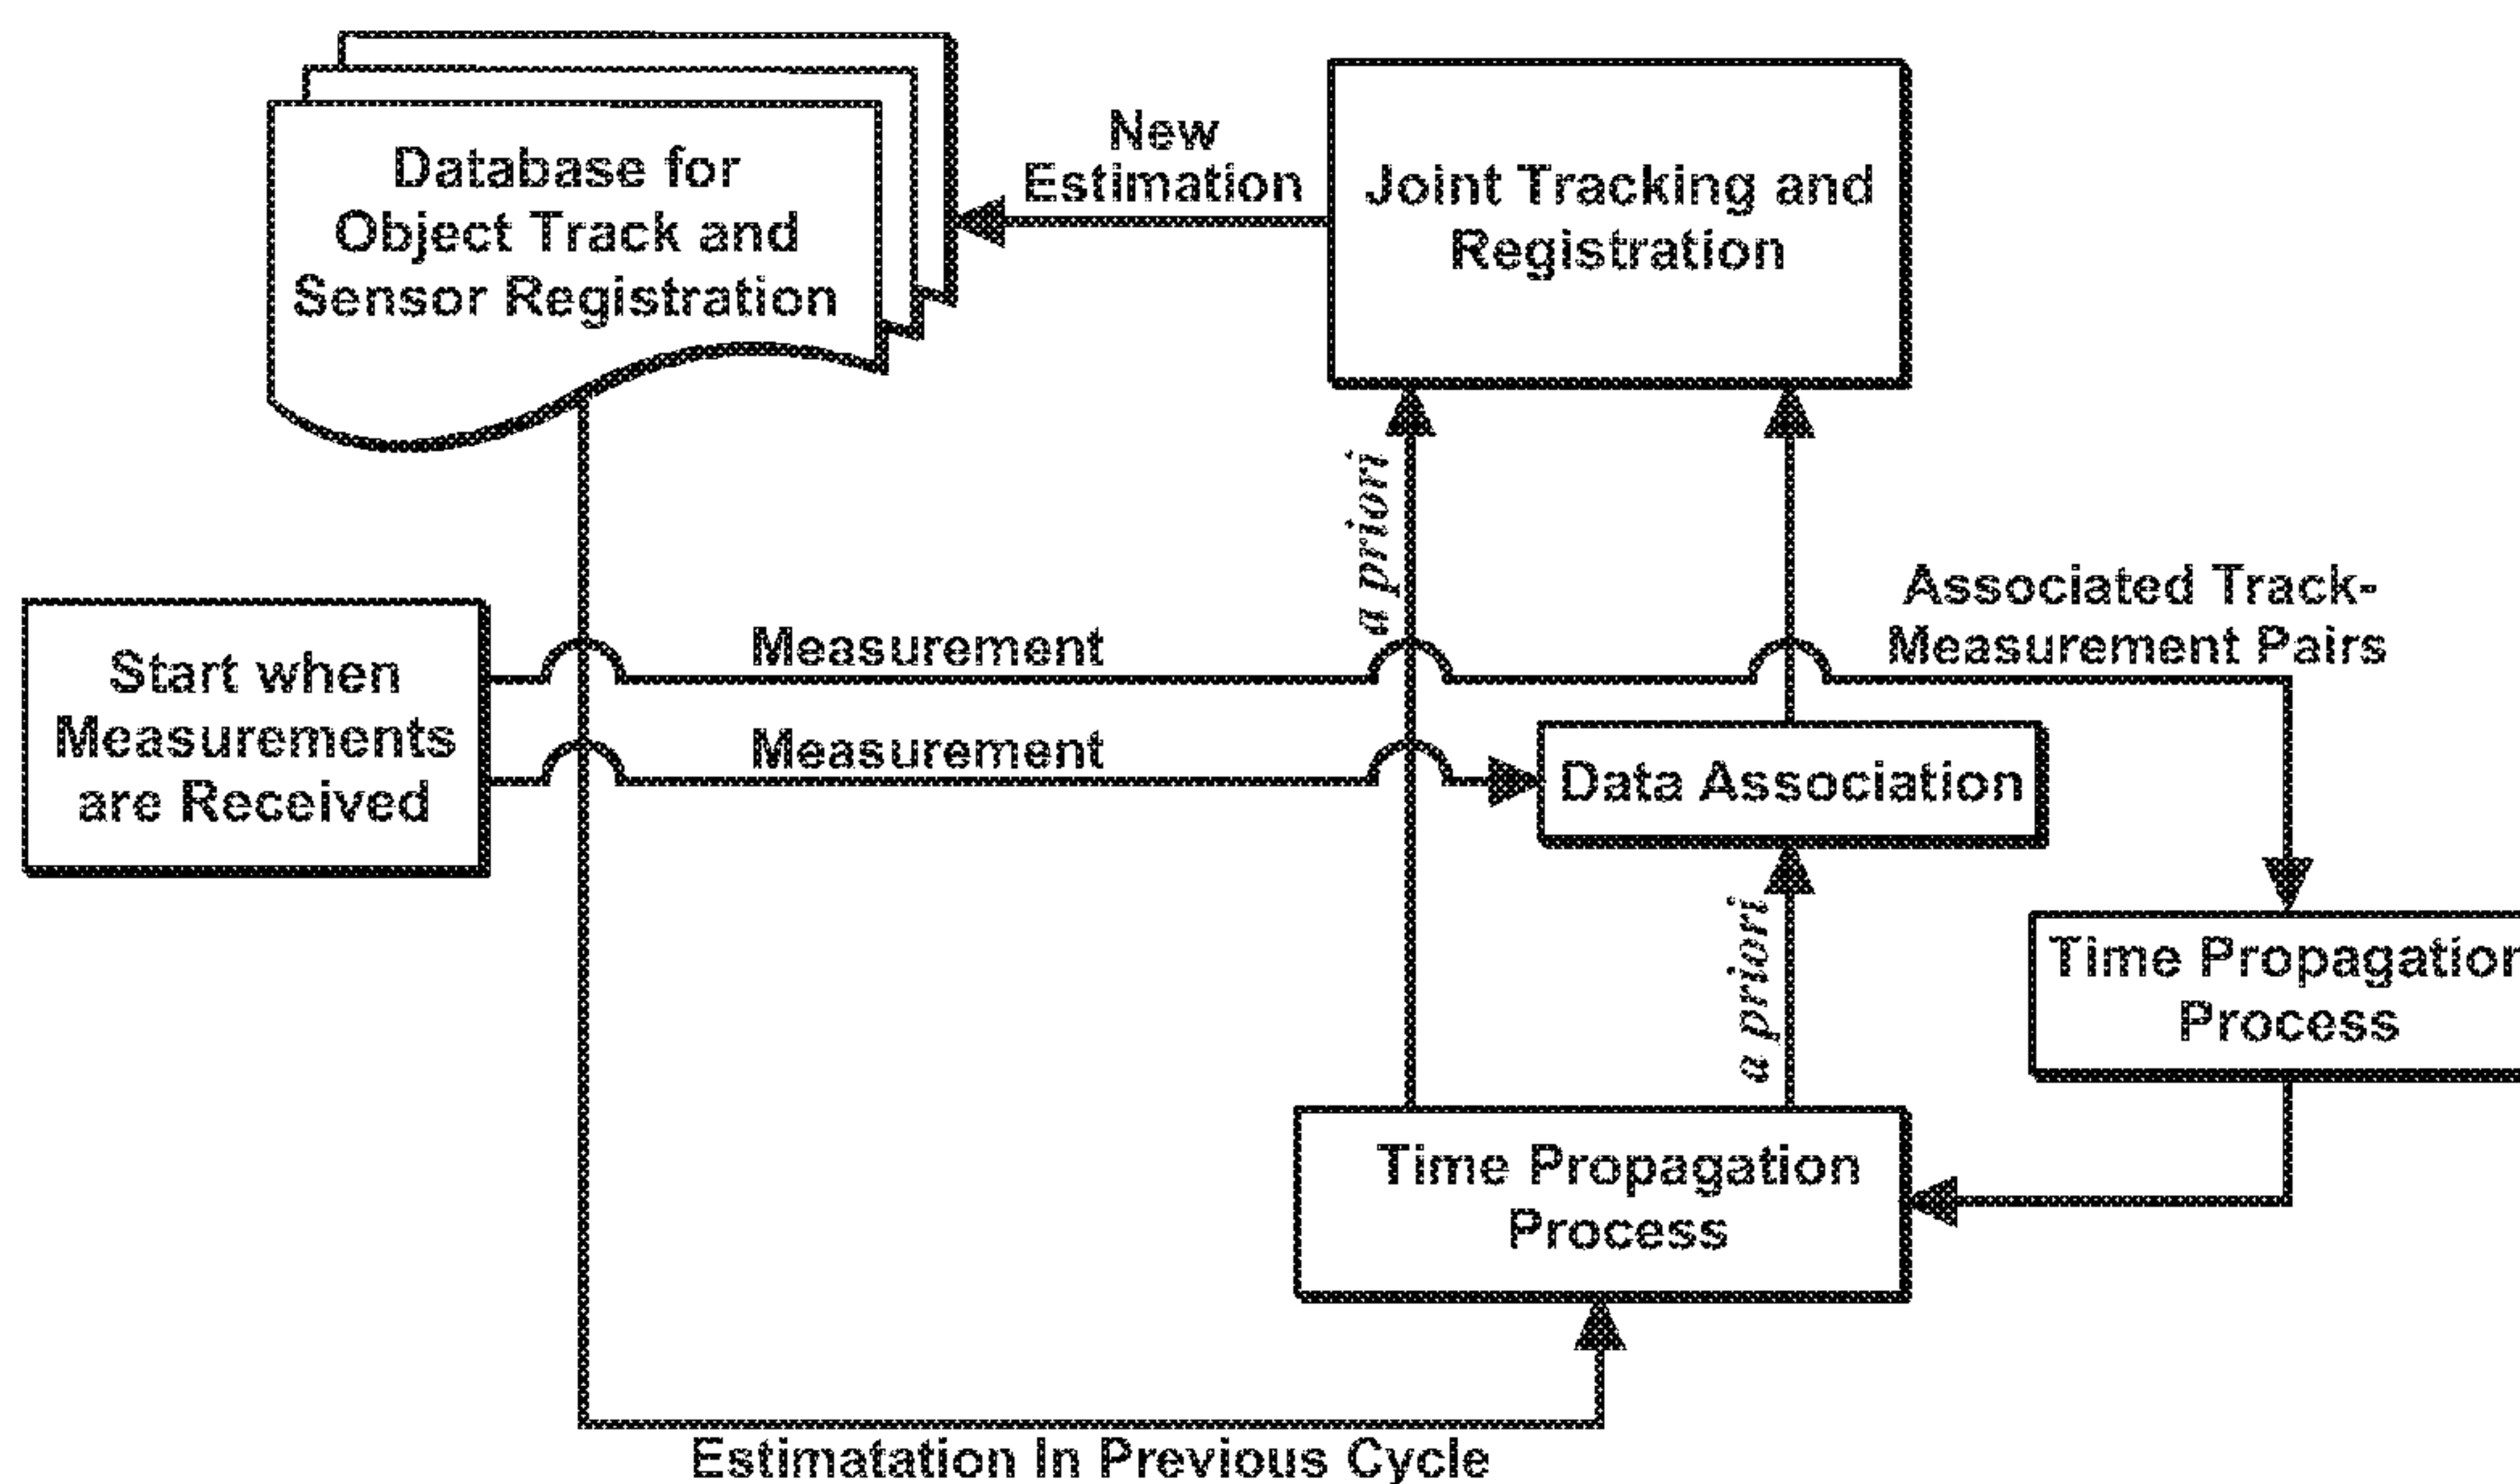 Database for
Object Track and
Sensor Registration
New
Estimation
Joint Tracking and
Registration
a priori
Associated Track-
Measurement Pairs
Start when
Measurements
are Received
Measurement
Measurement
Data Association
a priori
Time Propagation
Process
Time Propagation
Process
Estimatation In Previous Cycle